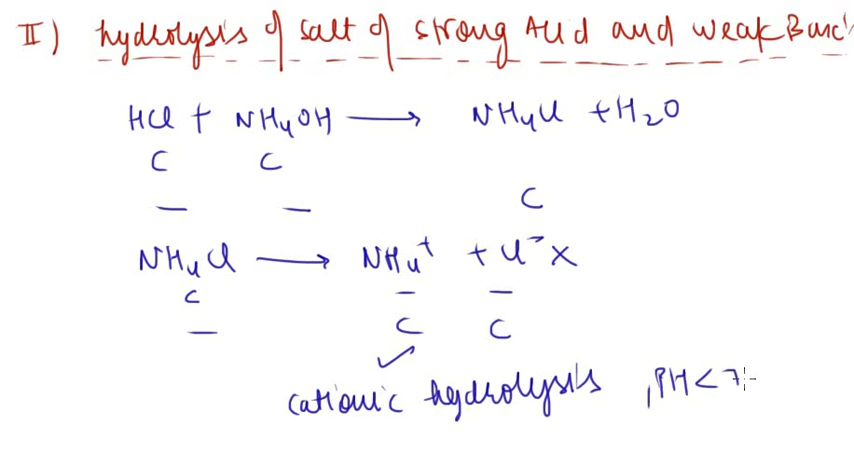 II) hydrolysis of salt of strong Acid and weak Base
HCl + NH4OH ⟶ NH4Cl + H2O
C C
C
NH4Cl ⟶ NH4+ + Cl- X
C
C C
✓
cationic hydrolysis , PH < 7